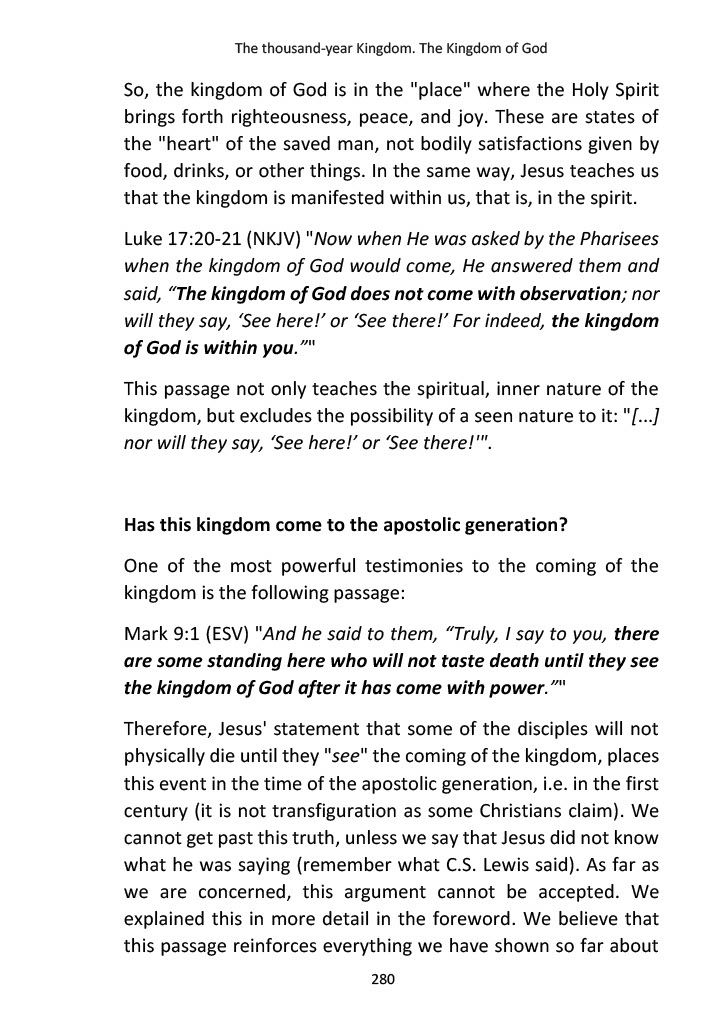 The thousand-year Kingdom. The Kingdom of God
So, the kingdom of God is in the "place" where the Holy Spirit
brings forth righteousness, peace, and joy. These are states of
the "heart" of the saved man, not bodily satisfactions given by
food, drinks, or other things. In the same way, Jesus teaches us
that the kingdom is manifested within us, that is, in the spirit.
Luke 17:20-21 (NKJV) "Now when He was asked by the Pharisees
when the kingdom of God would come, He answered them and
said, “The kingdom of God does not come with observation; nor
will they say, ‘See here!’ or ‘See there!’ For indeed, the kingdom
of God is within you.”"
This passage not only teaches the spiritual, inner nature of the
kingdom, but excludes the possibility of a seen nature to it: "[...]
nor will they say, ‘See here!’ or ‘See there!'".
Has this kingdom come to the apostolic generation?
One of the most powerful testimonies to the coming of the
kingdom is the following passage:
Mark 9:1 (ESV) "And he said to them, “Truly, I say to you, there
are some standing here who will not taste death until they see
the kingdom of God after it has come with power.”"
Therefore, Jesus' statement that some of the disciples will not
physically die until they "see" the coming of the kingdom, places
this event in the time of the apostolic generation, i.e. in the first
century (it is not transfiguration as some Christians claim). We
cannot get past this truth, unless we say that Jesus did not know
what he was saying (remember what C.S. Lewis said). As far as
we are concerned, this argument cannot be accepted. We
explained this in more detail in the foreword. We believe that
this passage reinforces everything we have shown so far about
280